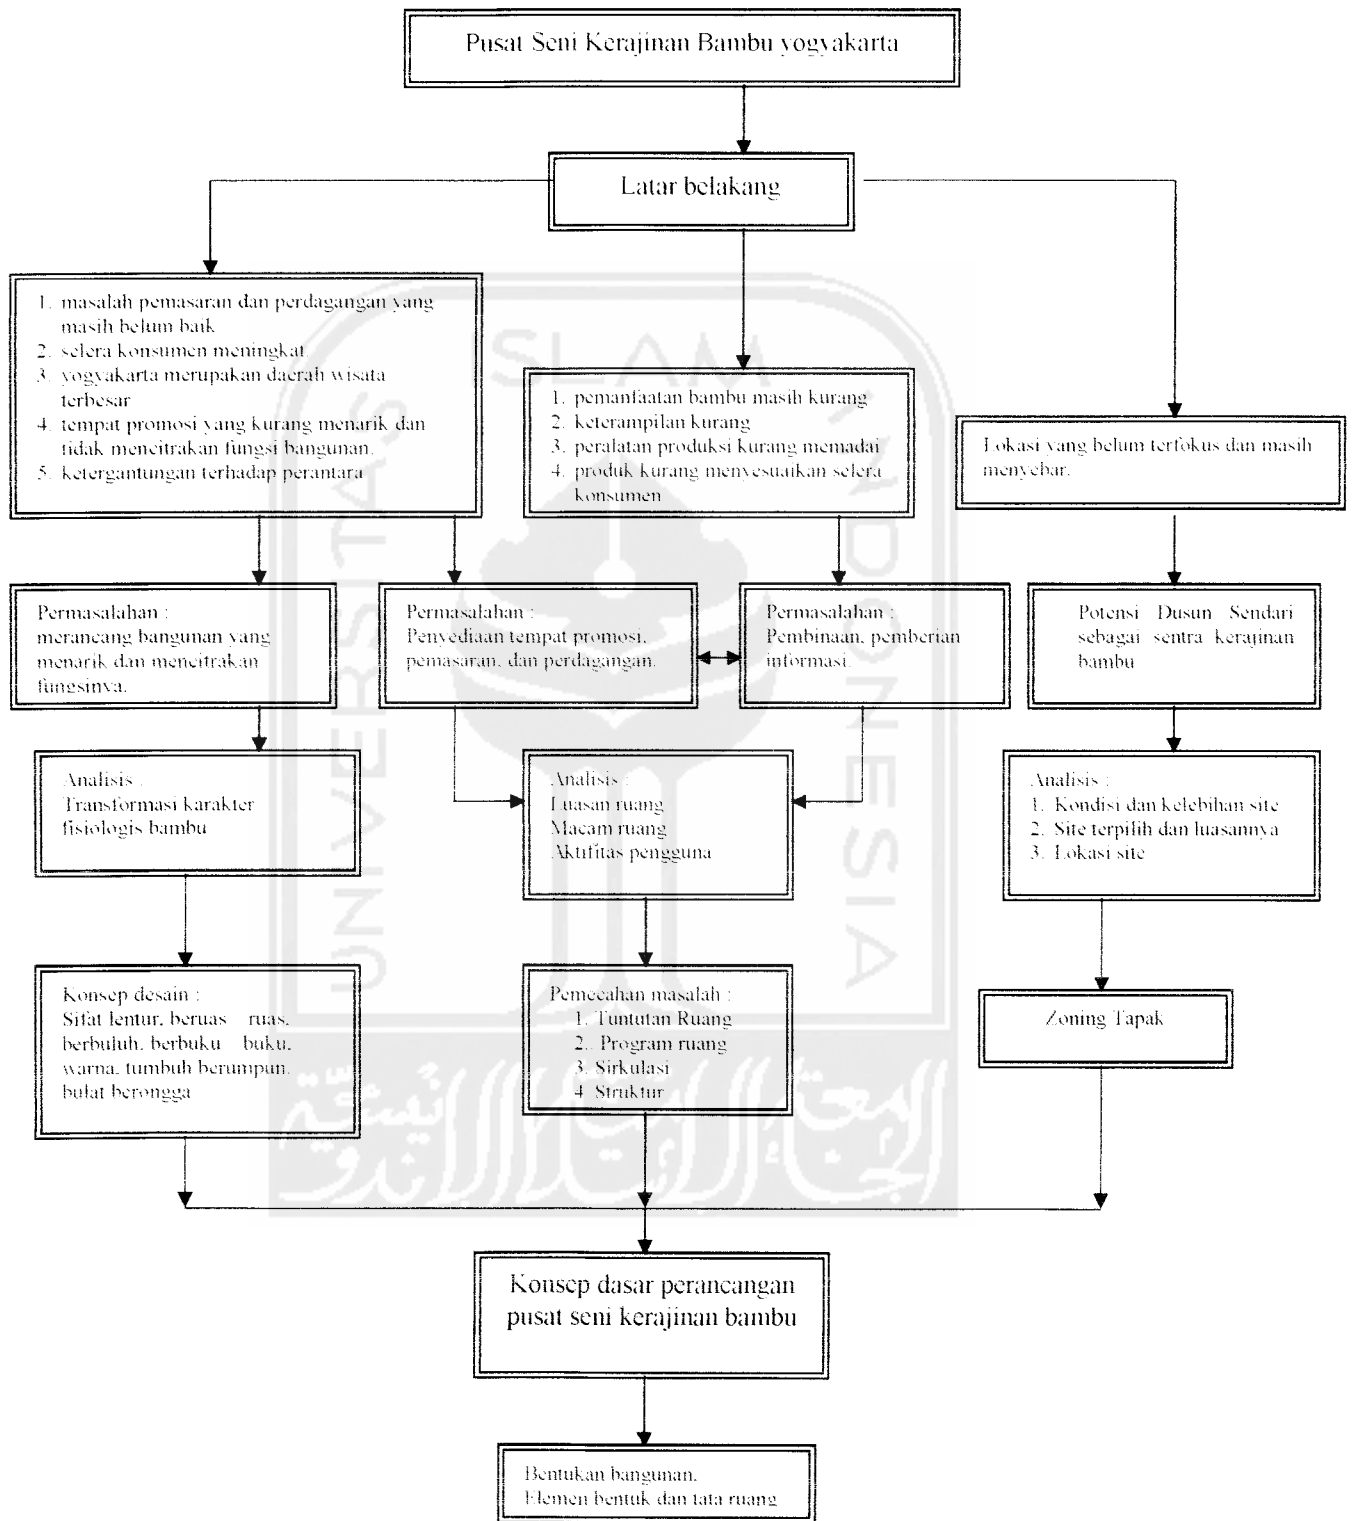 Pusat Seni Kerajinan Bambu yogyakarta
Latar belakang
1. masalah pemasaran dan perdagangan yang
masih belum baik
2. selera konsumen meningkat.
3. yogyakarta merupakan daerah wisata
terbesar
4. tempat promosi yang kurang menarik dan
tidak mencitrakan fungsi bangunan.
5. ketergantungan terhadap perantara
1. pemanfaatan bambu masih kurang
2. keterampilan kurang
3. peralatan produksi kurang memadai
4. produk kurang menyesuaikan selera
konsumen
Lokasi yang belum terfokus dan masih
menyebar.
Permasalahan :
merancang bangunan yang
menarik dan mencitrakan
fungsinya.
Permasalahan :
Penyediaan tempat promosi,
pemasaran, dan perdagangan.
Permasalahan :
Pembinaan, pemberian
informasi.
Potensi Dusun Sendari
sebagai sentra kerajinan
bambu
Analisis :
Transformasi karakter
fisiologis bambu
Analisis :
Luasan ruang
Macam ruang
Aktifitas pengguna
Analisis :
1. Kondisi dan kelebihan site
2. Site terpilih dan luasannya
3. Lokasi site
Konsep desain :
Sifat lentur, beruas ruas,
berbuluh, berbuku buku,
warna, tumbuh berumpun,
bulat berongga
Pemecahan masalah :
1. Tuntutan Ruang
2.. Program ruang
3. Sirkulasi
4 Struktur
Zoning Tapak
Konsep dasar perancangan
pusat seni kerajinan bambu
Bentukan bangunan.
Elemen bentuk dan tata ruang
UNIVERSITAS
ISLAM
INDONESIA